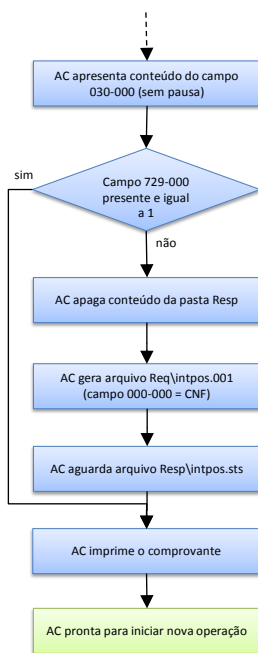 AC apresenta conteúdo do campo
030-000 (sem pausa)
sim
Campo 729-000
presente e igual
a 1
não
AC apaga conteúdo da pasta Resp
AC gera arquivo Req\intpos.001
(campo 000-000 = CNF)
AC aguarda arquivo Resp\intpos.sts
AC imprime o comprovante
AC pronta para iniciar nova operação